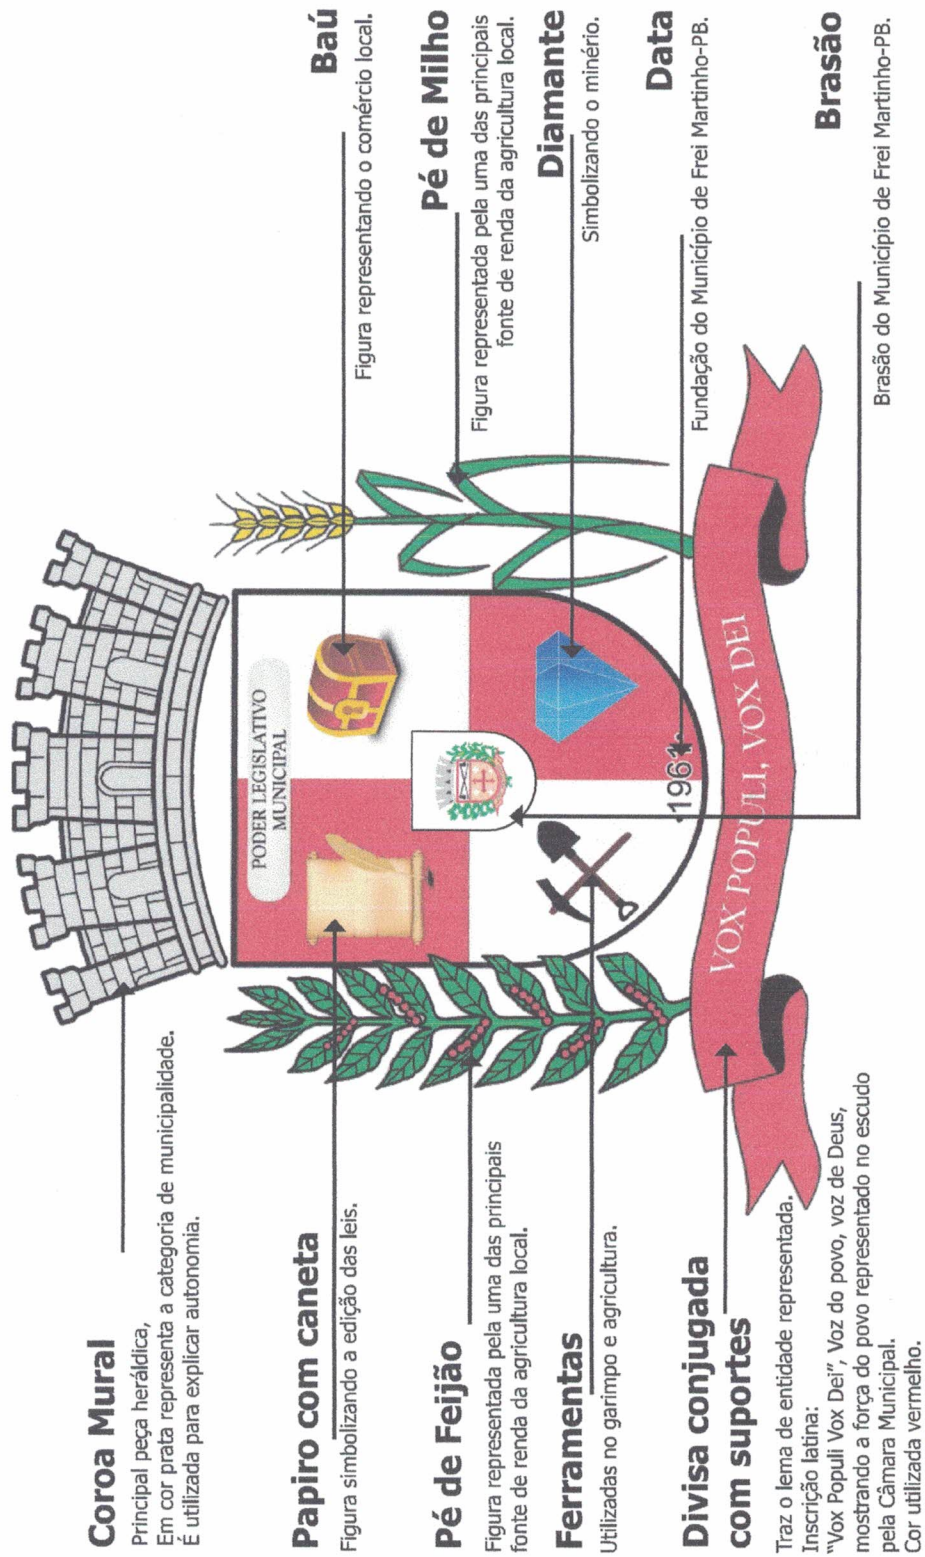 Coroa Mural
Principal peça heráldica,
Em cor prata representa a categoria de municipalidade.
É utilizada para explicar autonomia.
Papiro com caneta
Figura simbolizando a edição das leis.
Pé de Feijão
Figura representada pela uma das principais
fonte de renda da agricultura local.
Ferramentas
Utilizadas no garimpo e agricultura.
Divisa conjugada
com suportes
Traz o lema de entidade representada.
Inscrição latina:
"Vox Populi Vox Dei", Voz do povo, voz de Deus,
mostrando a força do povo representado no escudo
pela Câmara Municipal.
Cor utilizada vermelho.
PODER LEGISLATIVO
MUNICIPAL
1961
VOX POPULI, VOX DEI
Baú
Figura representando o comércio local.
Pé de Milho
Figura representada pela uma das principais
fonte de renda da agricultura local.
Diamante
Simbolizando o minério.
Data
Fundação do Município de Frei Martinho-PB.
Brasão
Brasão do Município de Frei Martinho-PB.